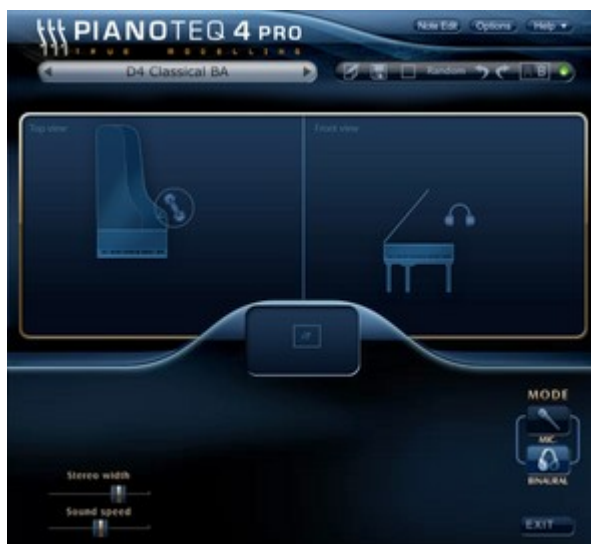 PIANOTEQ 4 PRO
TRUE MODELLING
Note Edit Options Help
D4 Classical BA
Random
A B
Top view
Front view
MODE
MIC
BINAURAL
Stereo width
Sound speed
EXIT